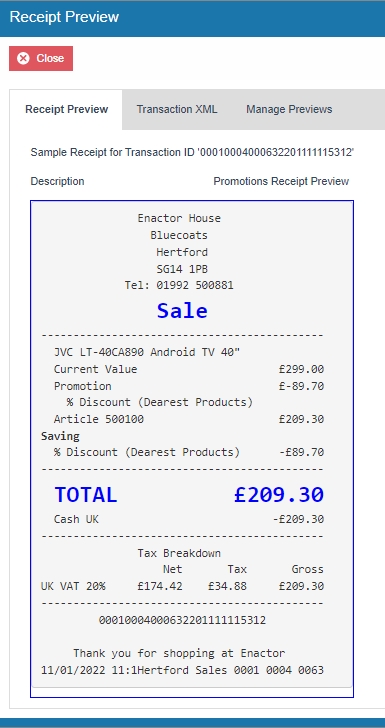 Receipt Preview
Close
Receipt Preview Transaction XML Manage Previews
Sample Receipt for Transaction ID '00010004000632201111115312'
Description Promotions Receipt Preview
Enactor House
Bluecoats
Hertford
SG14 1PB
Tel: 01992 500881
Sale
JVC LT-40CA890 Android TV 40"
Current Value £299.00
Promotion £-89.70
% Discount (Dearest Products)
Article 500100 £209.30
Saving
% Discount (Dearest Products) -£89.70
TOTAL £209.30
Cash UK -£209.30
Tax Breakdown
Net Tax Gross
UK VAT 20% £174.42 £34.88 £209.30
00010004000632201111115312
Thank you for shopping at Enactor
11/01/2022 11:1Hertford Sales 0001 0004 0063